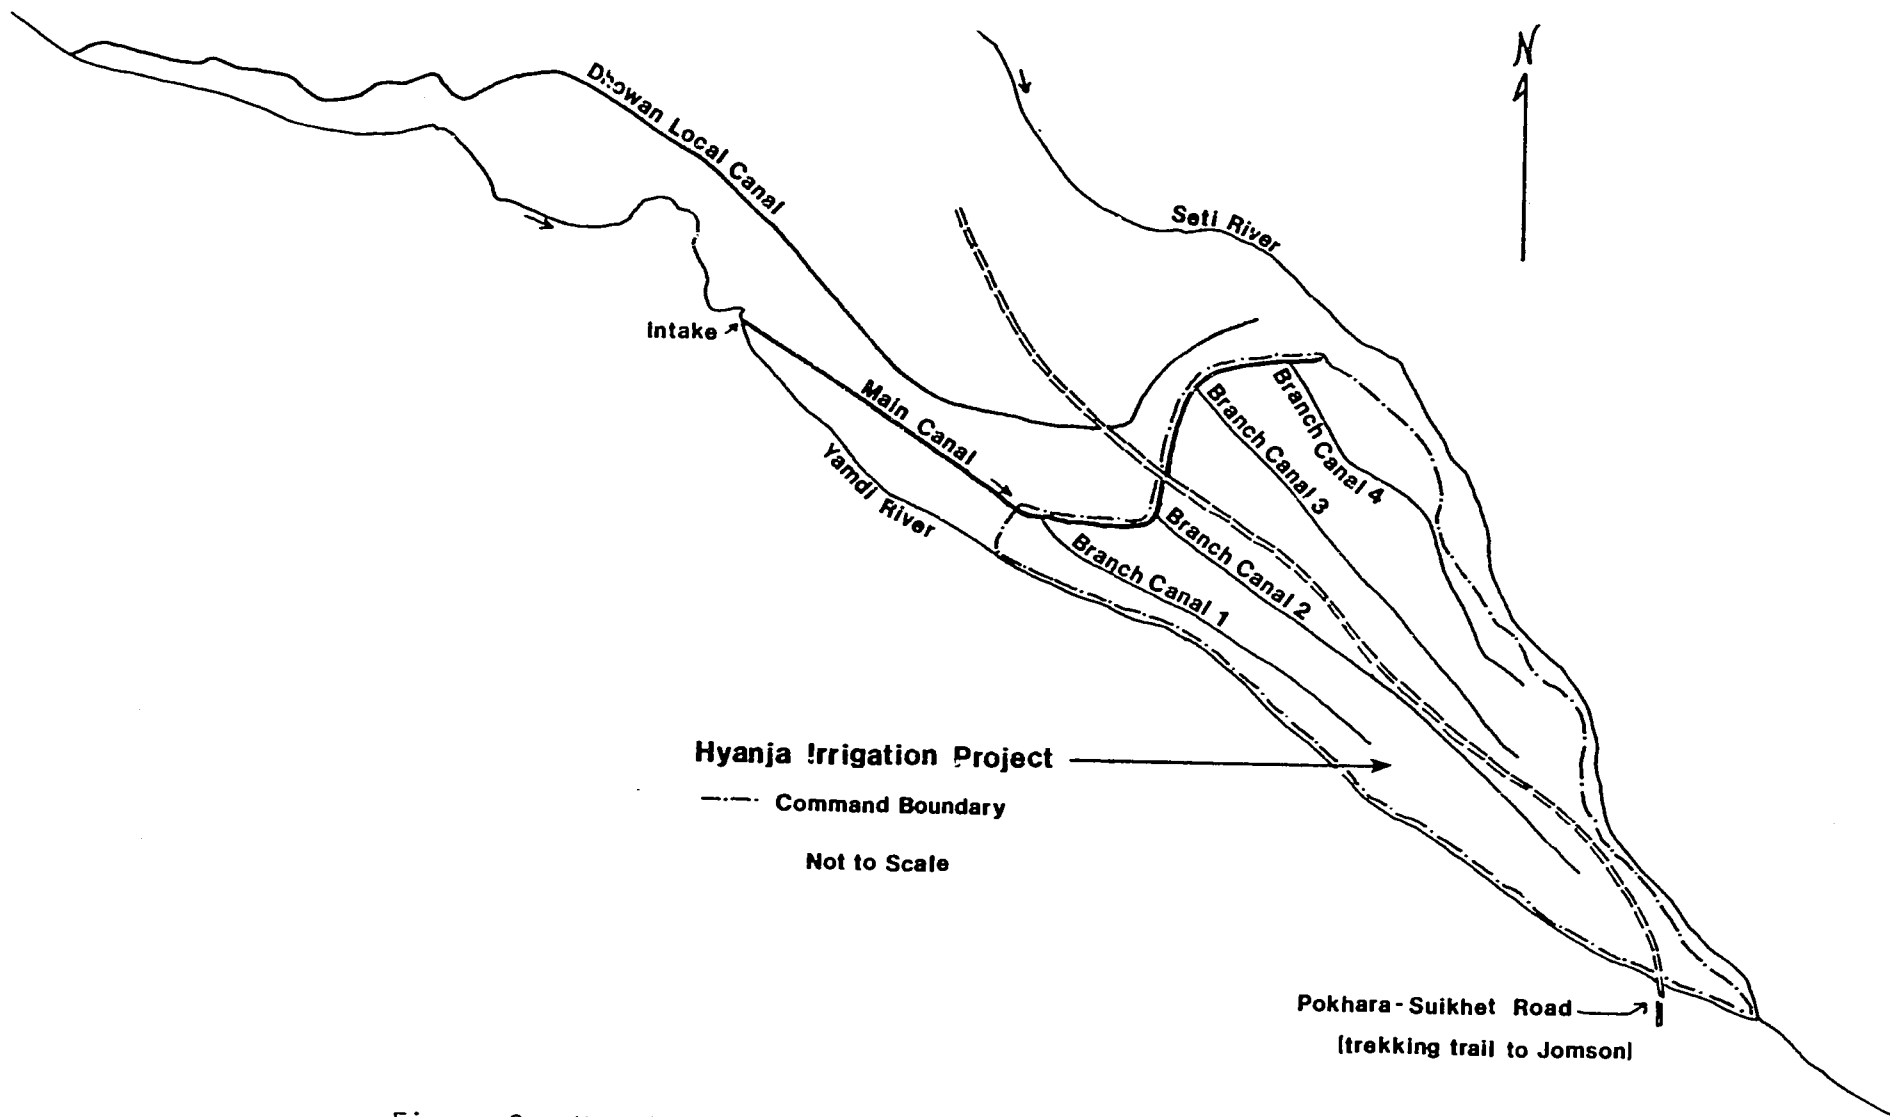 N
Dhowan Local Canal
Seti River
Intake
Main Canal
Yamdi River
Branch Canal 1
Branch Canal 2
Branch Canal 3
Branch Canal 4
Hyanja Irrigation Project
Command Boundary
Not to Scale
Pokhara-Suikhet Road
(trekking trail to Jomson)